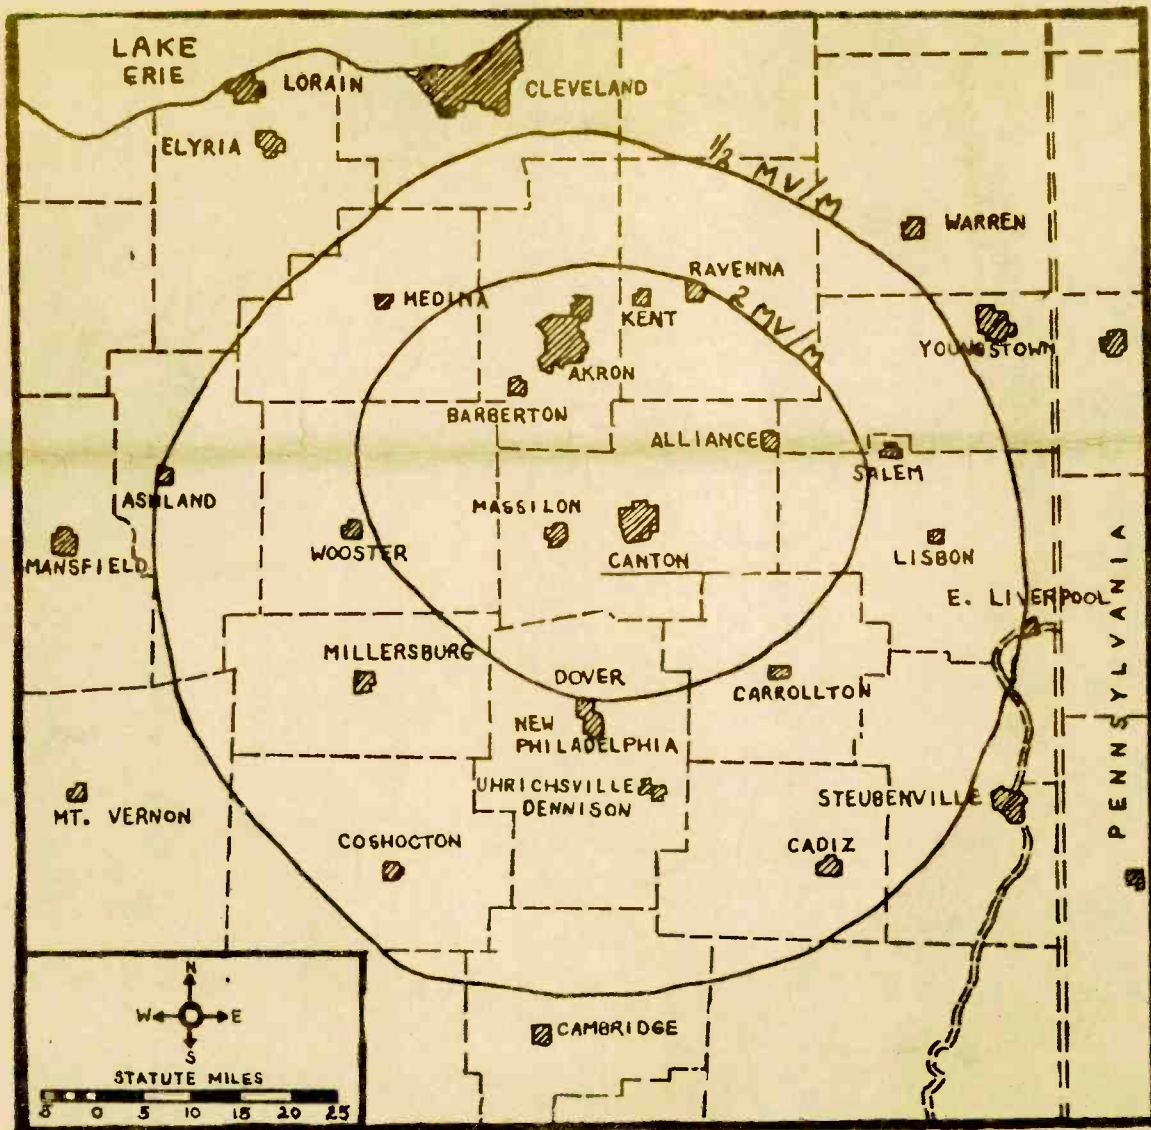 LAKE
ERIE
LORAIN
CLEVELAND
ELYRIA
1/2 MV/M
WARREN
RAVENNA
MEDINA
KENT
2 MV/M
YOUNGSTOWN
AKRON
BARBERTON
ALLIANCE
SALEM
ASHLAND
MASSILON
WOOSTER
CANTON
LISBON
MANSFIELD
E. LIVERPOOL
PENNSYLVANIA
MILLERSBURG
DOVER
CARROLLTON
NEW
PHILADELPHIA
UHRICHSVILLE
DENNISON
STEUBENVILLE
MT. VERNON
COSHOCTON
CADIZ
CAMBRIDGE
N
W E
S
STATUTE MILES
5 0 5 10 15 20 25